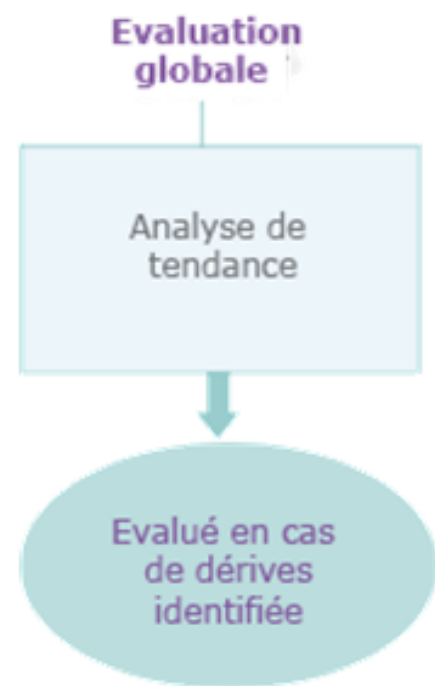 Evaluation
globale
Analyse de
tendance
Evalué en cas
de dérives
identifiée